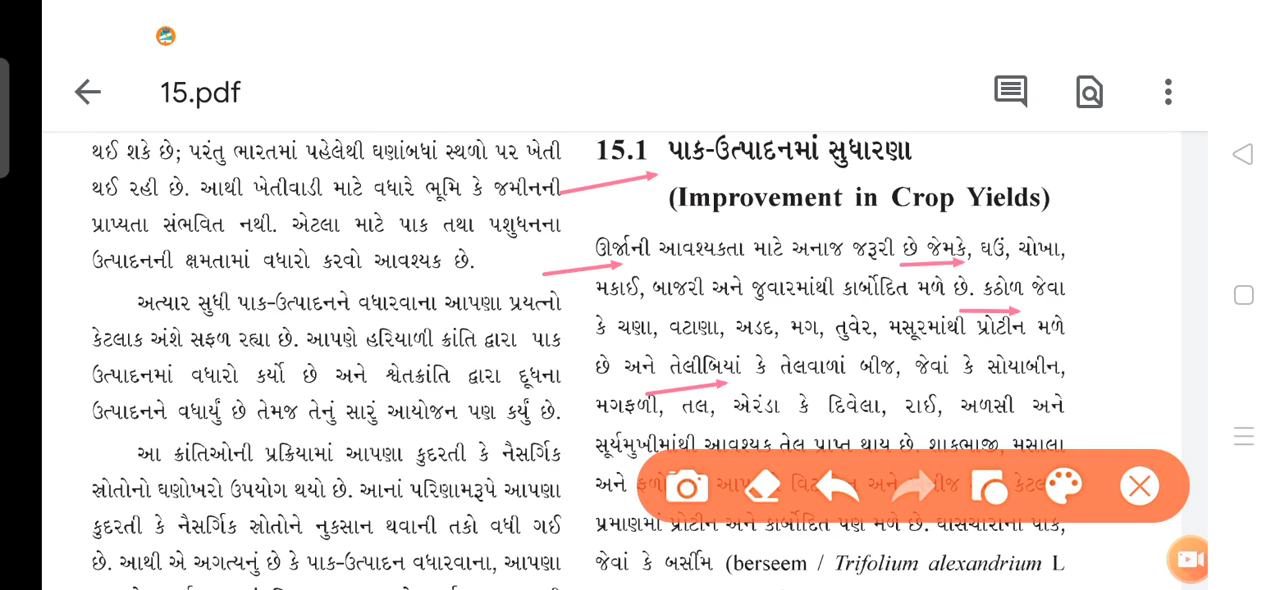 15.pdf
થઈ શકે છે; પરંતુ ભારતમાં પહેલેથી ઘણાંબધાં સ્થળો પર ખેતી
થઈ રહી છે. આથી ખેતીવાડી માટે વધારે ભૂમિ કે જમીનની
પ્રાપ્યતા સંભવિત નથી. એટલા માટે પાક તથા પશુધનના
ઉત્પાદનની ક્ષમતામાં વધારો કરવો આવશ્યક છે.
અત્યાર સુધી પાક-ઉત્પાદનને વધારવાના આપણા પ્રયત્નો
કેટલાક અંશે સફળ રહ્યા છે. આપણે હરિયાળી ક્રાંતિ દ્વારા પાક
ઉત્પાદનમાં વધારો કર્યો છે અને શ્વેતક્રાંતિ દ્વારા દૂધના
ઉત્પાદનને વધાર્યું છે તેમજ તેનું સારું આયોજન પણ કર્યું છે.
આ ક્રાંતિઓની પ્રક્રિયામાં આપણા કુદરતી કે નૈસર્ગિક
સ્રોતોનો ઘણોખરો ઉપયોગ થયો છે. આનાં પરિણામરૂપે આપણા
કુદરતી કે નૈસર્ગિક સ્રોતોને નુકસાન થવાની તકો વધી ગઈ
છે. આથી એ અગત્યનું છે કે પાક-ઉત્પાદન વધારવાના, આપણા
15.1 પાક-ઉત્પાદનમાં સુધારણા
(Improvement in Crop Yields)
ઊર્જાની આવશ્યકતા માટે અનાજ જરૂરી છે જેમકે, ઘઉં, ચોખા,
મકાઈ, બાજરી અને જુવારમાંથી કાર્બોદિત મળે છે. કઠોળ જેવા
કે ચણા, વટાણા, અડદ, મગ, તુવેર, મસૂરમાંથી પ્રોટીન મળે
છે અને તેલીબિયાં કે તેલવાળાં બીજ, જેવાં કે સોયાબીન,
મગફળી, તલ, એરંડા કે દિવેલા, રાઈ, અળસી અને
સૂર્યમુખીમાંથી આવશ્યક તેલ પ્રાપ્ત થાય છે. શાકભાજી, મસાલા
અને
પ્રમાણમાં પ્રોટીન અને કાર્બોદિત પણ મળે છે. ઘાસચારાના પાક,
જેવાં કે બર્સીમ (berseem / Trifolium alexandrium L